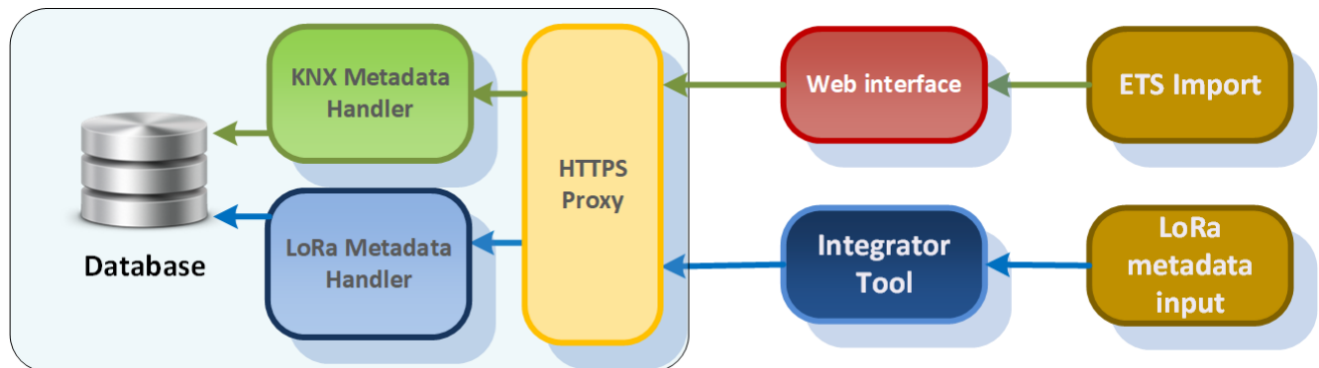 KNX Metadata
Handler
HTTPS
Proxy
Web interface
ETS Import
Database
LoRa Metadata
Handler
Integrator
Tool
LoRa
metadata
input